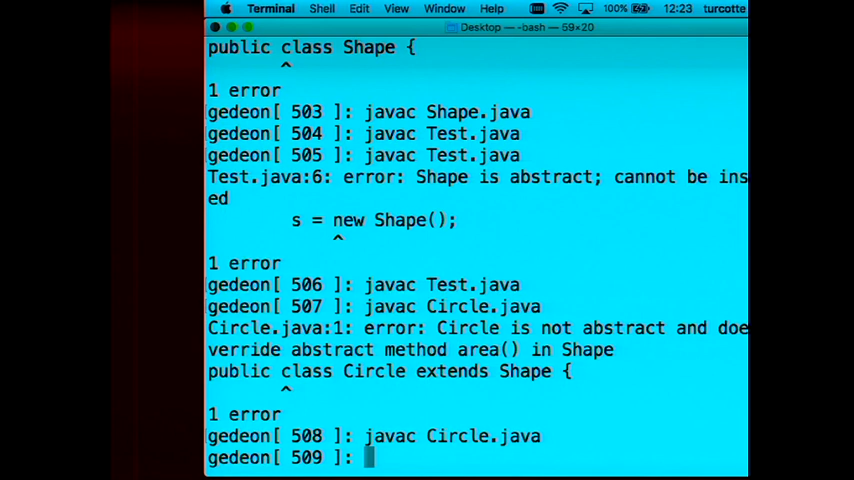 Terminal Shell Edit View Window Help 100% 12:23 turcotte
Desktop — -bash — 59×20
public class Shape {
^
1 error
gedeon[ 503 ]: javac Shape.java
gedeon[ 504 ]: javac Test.java
gedeon[ 505 ]: javac Test.java
Test.java:6: error: Shape is abstract; cannot be ins
ed
s = new Shape();
^
1 error
gedeon[ 506 ]: javac Test.java
gedeon[ 507 ]: javac Circle.java
Circle.java:1: error: Circle is not abstract and doe
verride abstract method area() in Shape
public class Circle extends Shape {
^
1 error
gedeon[ 508 ]: javac Circle.java
gedeon[ 509 ]: